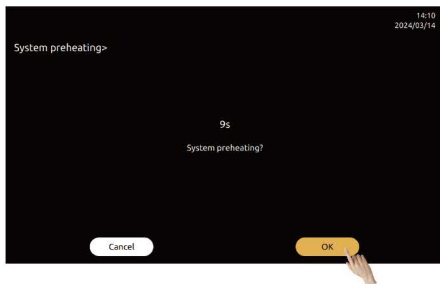 14:10
2024/03/14
System preheating>
9s
System preheating?
Cancel
OK